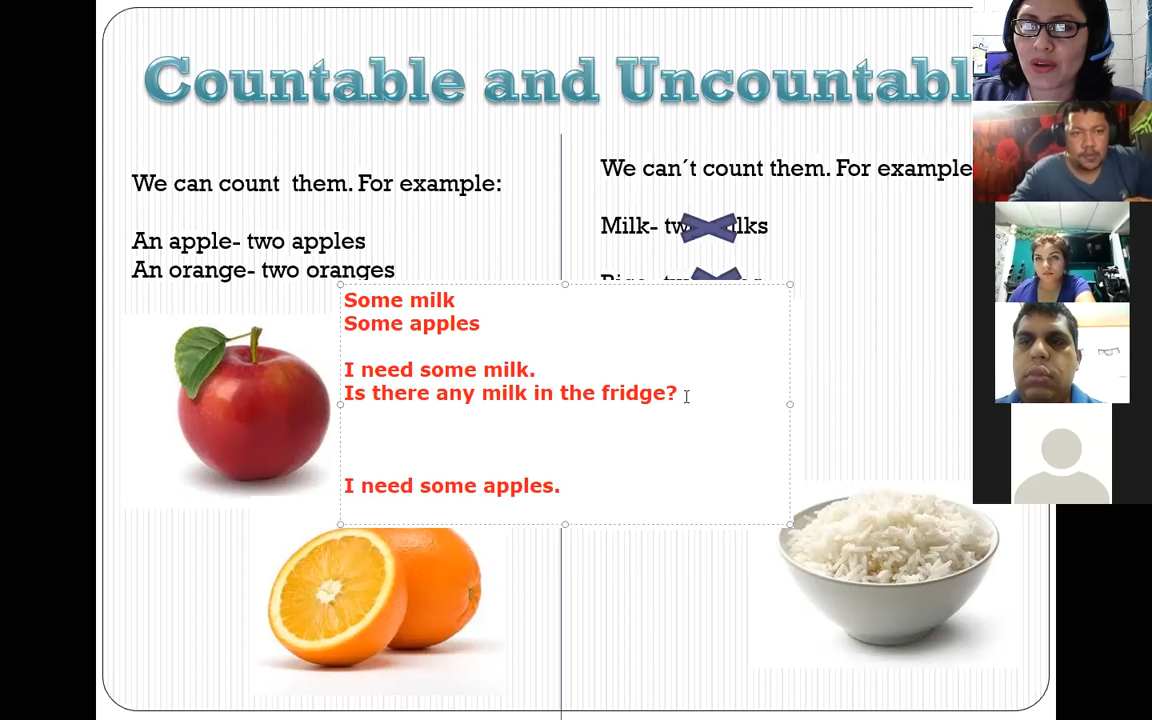 Countable and Uncountabl
We can count them. For example:
An apple- two apples
An orange- two oranges
We can´t count them. For example
Milk- tw lks
Some milk
Some apples
I need some milk.
Is there any milk in the fridge?
I need some apples.